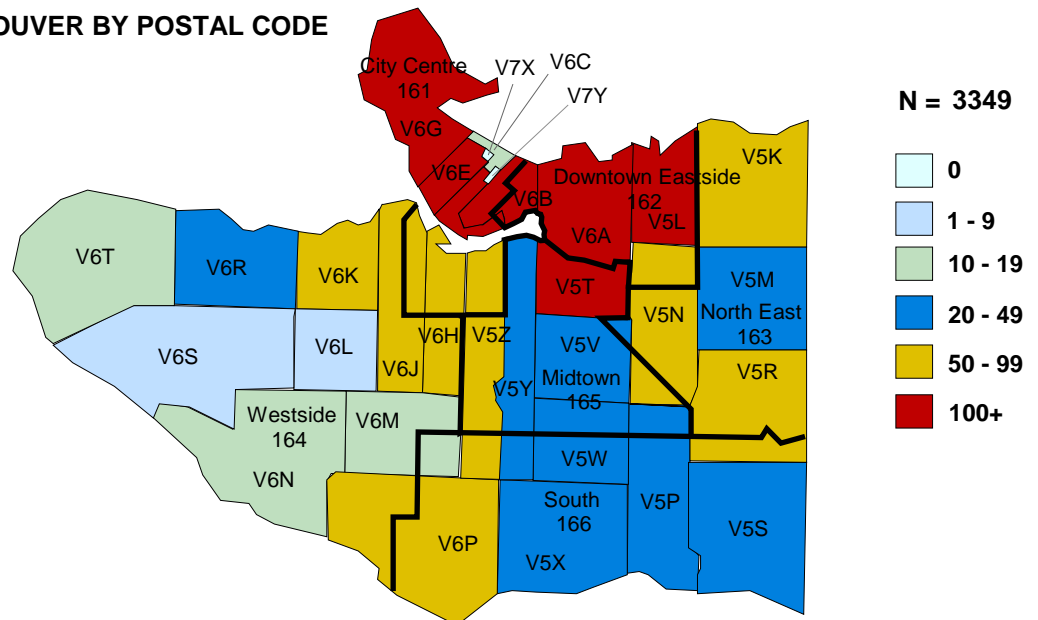 OUVER BY POSTAL CODE
City Centre
161
V7X
V6C
V7Y
V6G
V6E
V6B
Downtown Eastside
162
V5K
V5L
V6A
V6T
V6R
V6K
V5T
V5M
North East
163
V6S
V6L
V6H
V6J
V5Z
V5N
V5V
V5Y
Midtown
165
V5R
Westside
164
V6M
V6N
V5W
South
166
V5P
V5S
V6P
V5X
N = 3349
0
1 - 9
10 - 19
20 - 49
50 - 99
100+